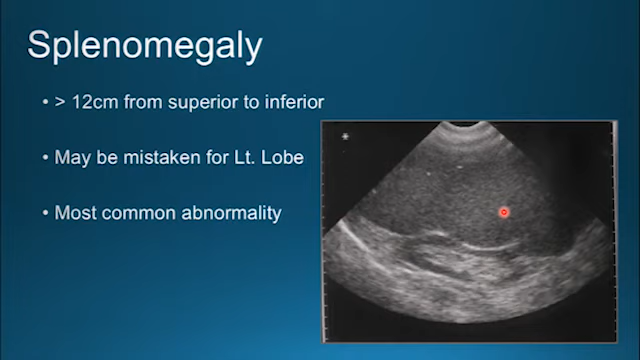 Splenomegaly
• > 12cm from superior to inferior
• May be mistaken for Lt. Lobe
• Most common abnormality